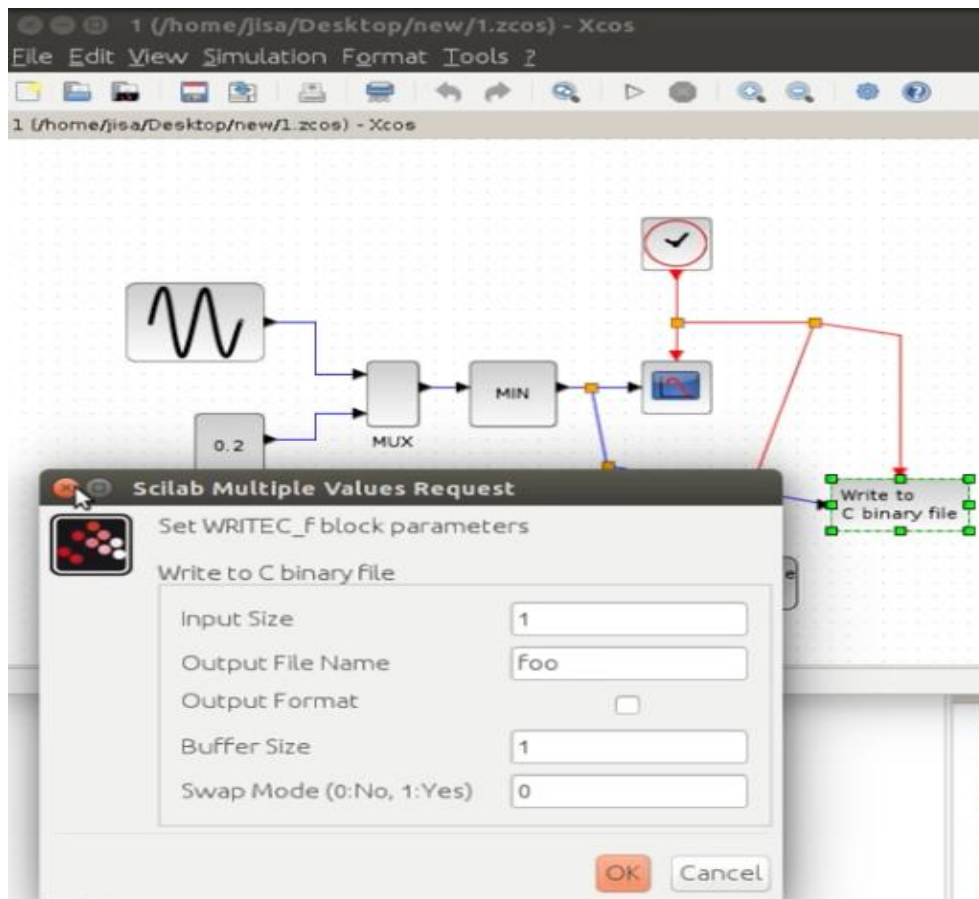 1 (/home/jisa/Desktop/new/1.zcos) - Xcos
File Edit View Simulation Format Tools ?
1 (/home/jisa/Desktop/new/1.zcos) - Xcos
MIN
0.2
MUX
Write to
C binary file
Scilab Multiple Values Request
Set WRITEC_f block parameters
Write to C binary file
Input Size 1
Output File Name foo
Output Format
Buffer Size 1
Swap Mode (0:No, 1:Yes) 0
OK Cancel